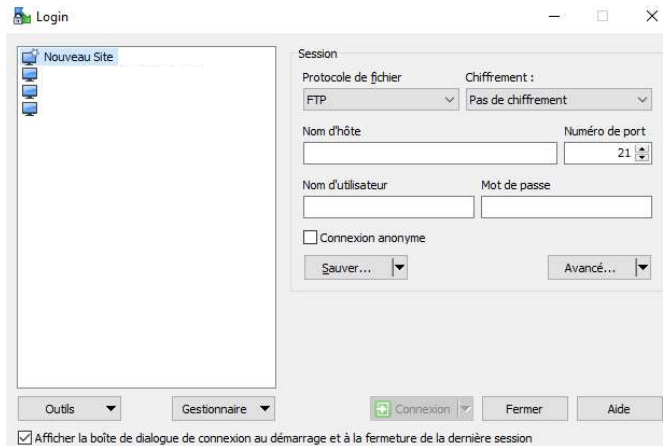 Login
Nouveau Site
Session
Protocole de fichier
Chiffrement :
FTP
Pas de chiffrement
Nom d'hôte
Numéro de port
21
Nom d'utilisateur
Mot de passe
Connexion anonyme
Sauver...
Avancé...
Outils
Gestionnaire
Connexion
Fermer
Aide
Afficher la boîte de dialogue de connexion au démarrage et à la fermeture de la dernière session